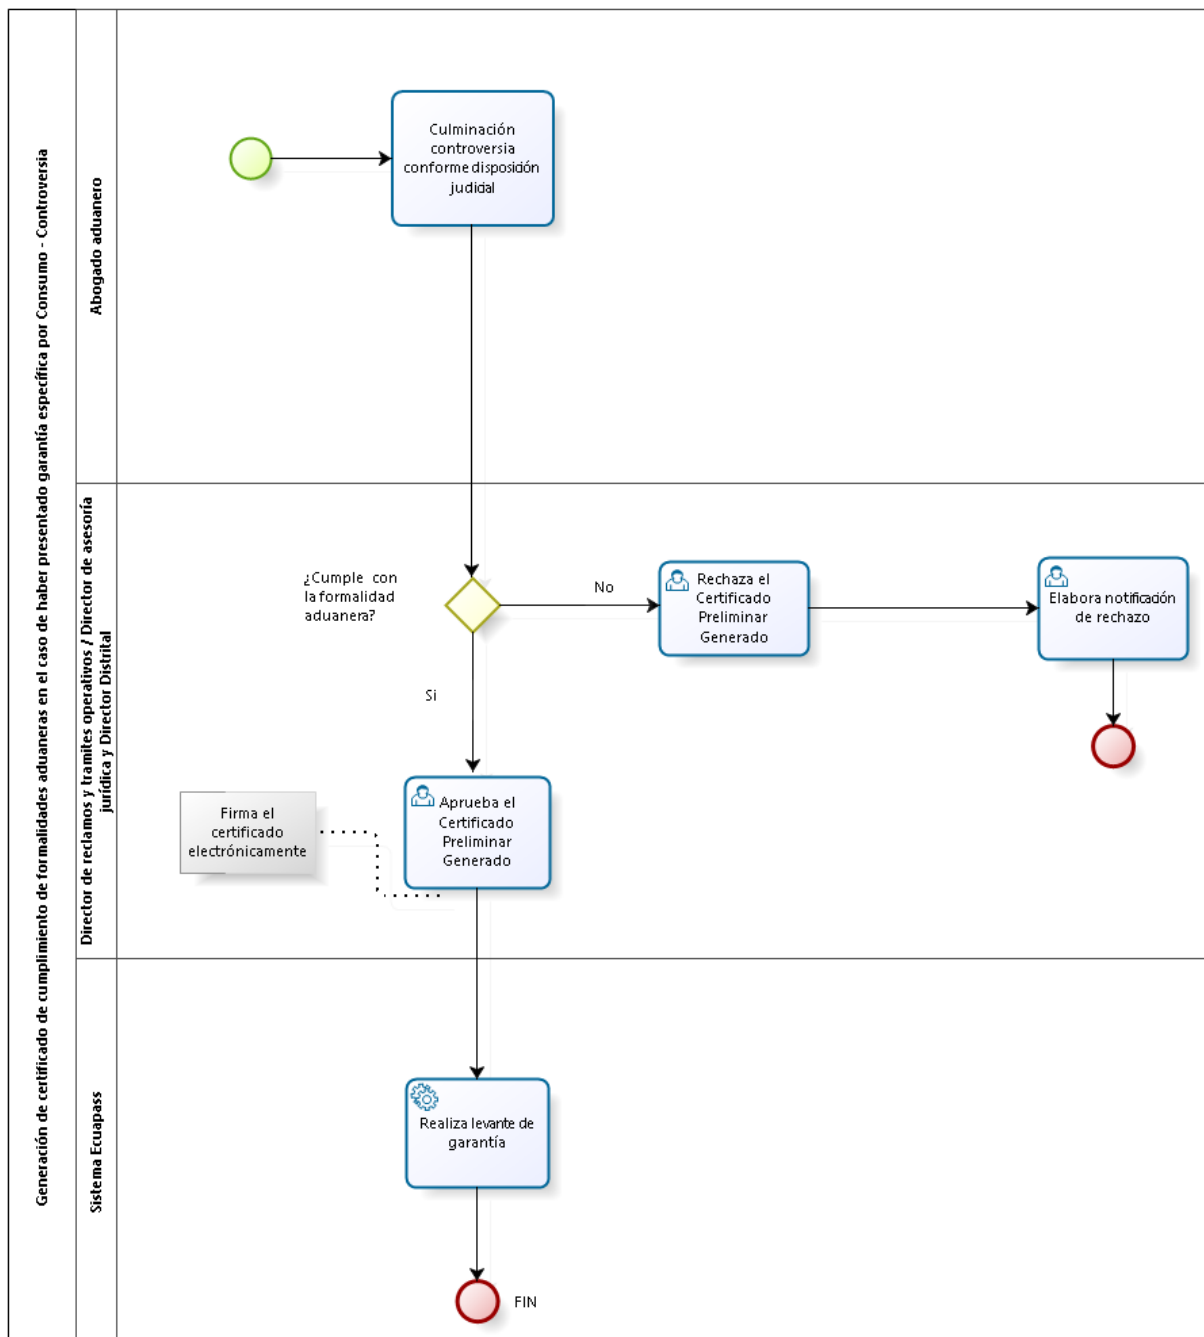 Generación de certificado de cumplimiento de formalidades aduaneras en el caso de haber presentado garantía específica por Consumo - Controversia
Abogado aduanero
Culminación
controversia
conforme disposición
judicial
Director de reclamos y tramites operativos / Director de asesoría
jurídica y Director Distrital
¿Cumple con
la formalidad
aduanera?
No
Rechaza el
Certificado
Preliminar
Generado
Elabora notificación
de rechazo
Si
Firma el
certificado
electrónicamente
Aprueba el
Certificado
Preliminar
Generado
Sistema Ecuapass
Realiza levante de
garantía
FIN